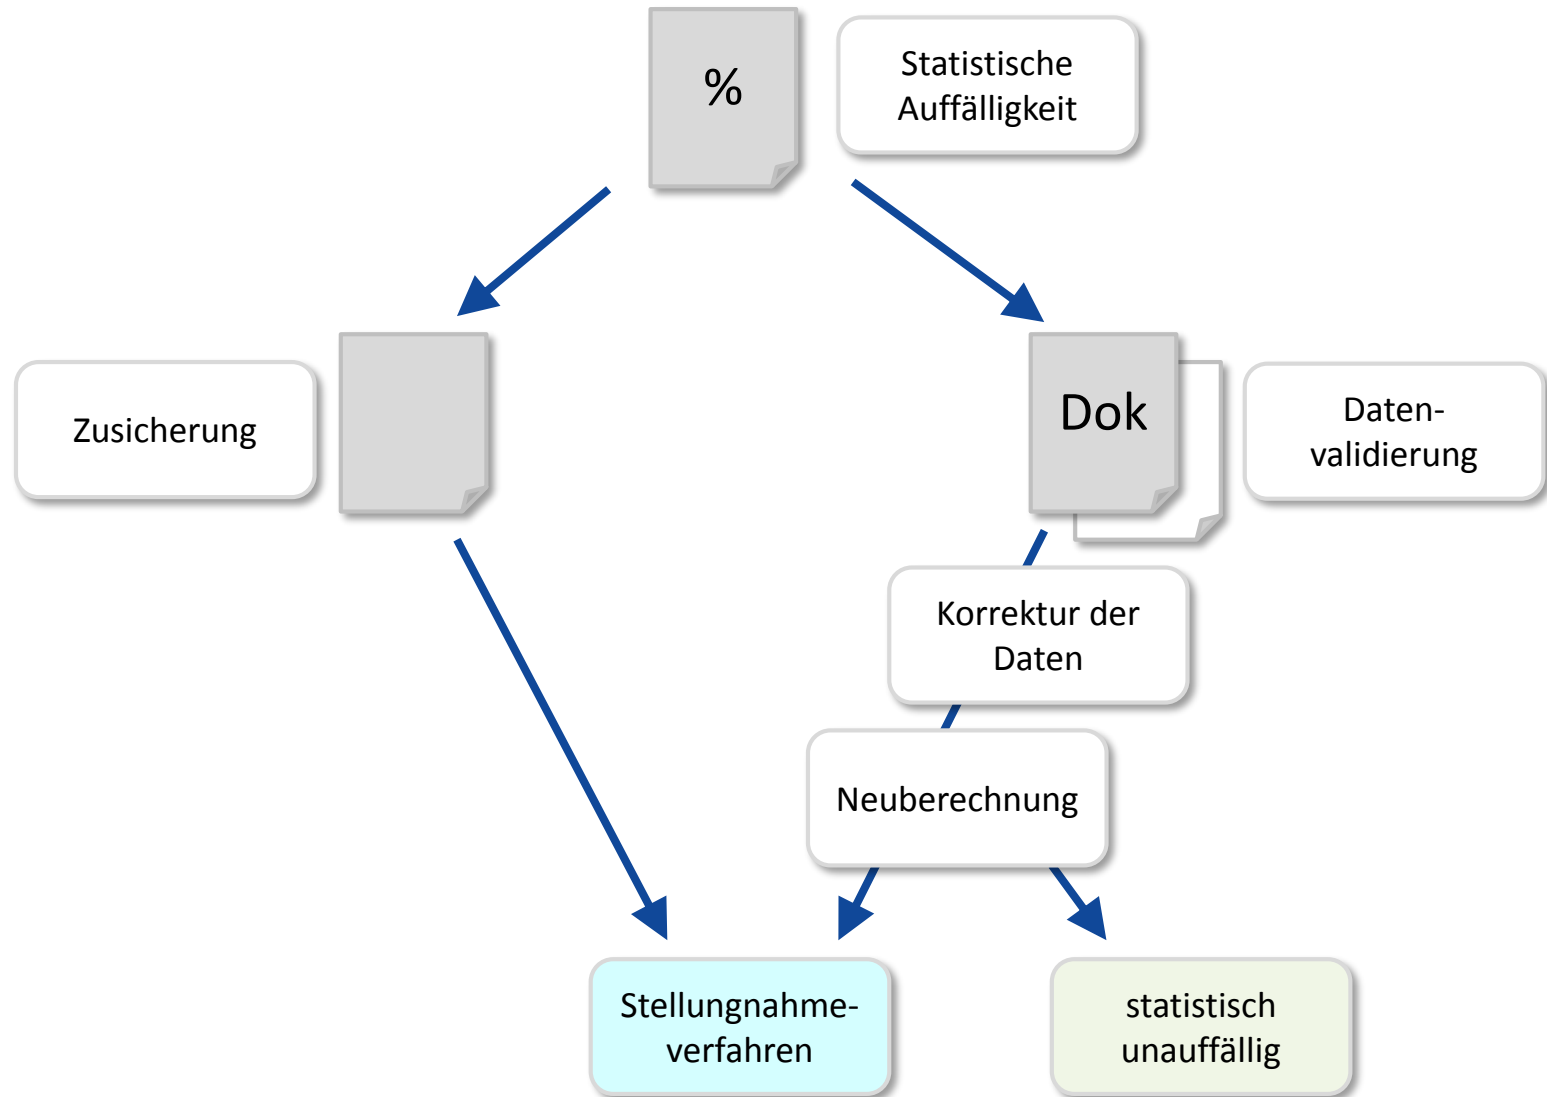 %
Statistische
Auffälligkeit
Zusicherung
Dok
Daten-
validierung
Korrektur der
Daten
Neuberechnung
Stellungnahme-
verfahren
statistisch
unauffällig